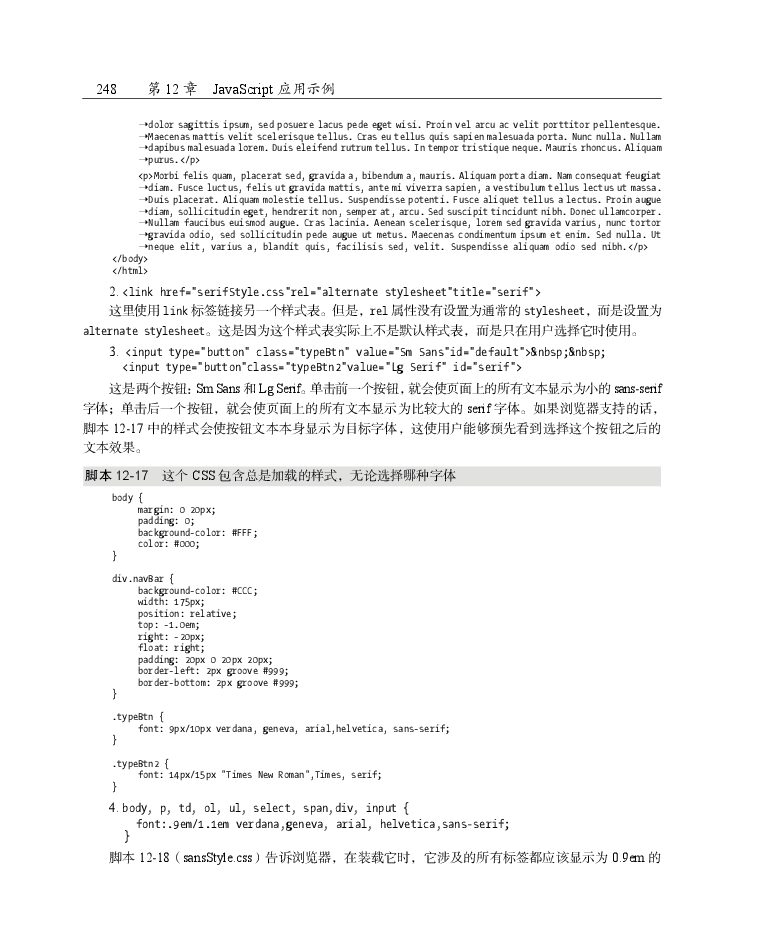 248 第 12 章 JavaScript 应用示例
→dolor sagittis ipsum, sed posuere lacus pede eget wisi. Proin vel arcu ac velit porttitor pellentesque.
→Maecenas mattis velit scelerisque tellus. Cras eu tellus quis sapien malesuada porta. Nunc nulla. Nullam
→dapibus malesuada lorem. Duis eleifend rutrum tellus. In tempor tristique neque. Mauris rhoncus. Aliquam
→purus.</p>
<p>Morbi felis quam, placerat sed, gravida a, bibendum a, mauris. Aliquam porta diam. Nam consequat feugiat
→diam. Fusce luctus, felis ut gravida mattis, ante mi viverra sapien, a vestibulum tellus lectus ut massa.
→Duis placerat. Aliquam molestie tellus. Suspendisse potenti. Fusce aliquet tellus a lectus. Proin augue
→diam, sollicitudin eget, hendrerit non, semper at, arcu. Sed suscipit tincidunt nibh. Donec ullamcorper.
→Nullam faucibus euismod augue. Cras lacinia. Aenean scelerisque, lorem sed gravida varius, nunc tortor
→gravida odio, sed sollicitudin pede augue ut metus. Maecenas condimentum ipsum et enim. Sed nulla. Ut
→neque elit, varius a, blandit quis, facilisis sed, velit. Suspendisse aliquam odio sed nibh.</p>
</body>
</html>
2. <link href="serifStyle.css"rel="alternate stylesheet"title="serif">
这里使用 link 标签链接另一个样式表。但是，rel 属性没有设置为通常的 stylesheet，而是设置为
alternate stylesheet。这是因为这个样式表实际上不是默认样式表，而是只在用户选择它时使用。
3. <input type="button" class="typeBtn" value="Sm Sans"id="default">&nbsp;&nbsp;
<input type="button"class="typeBtn2"value="Lg Serif" id="serif">
这是两个按钮：Sm Sans 和 Lg Serif。单击前一个按钮，就会使页面上的所有文本显示为小的 sans-serif
字体；单击后一个按钮，就会使页面上的所有文本显示为比较大的 serif 字体。如果浏览器支持的话，
脚本 12-17 中的样式会使按钮文本本身显示为目标字体，这使用户能够预先看到选择这个按钮之后的
文本效果。
脚本 12-17 这个 CSS 包含总是加载的样式，无论选择哪种字体
body {
margin: 0 20px;
padding: 0;
background-color: #FFF;
color: #000;
}
div.navBar {
background-color: #CCC;
width: 175px;
position: relative;
top: -1.0em;
right: -20px;
float: right;
padding: 20px 0 20px 20px;
border-left: 2px groove #999;
border-bottom: 2px groove #999;
}
.typeBtn {
font: 9px/10px verdana, geneva, arial,helvetica, sans-serif;
}
.typeBtn2 {
font: 14px/15px "Times New Roman",Times, serif;
}
4. body, p, td, ol, ul, select, span,div, input {
font:.9em/1.1em verdana,geneva, arial, helvetica,sans-serif;
}
脚本 12-18（sansStyle.css）告诉浏览器，在装载它时，它涉及的所有标签都应该显示为 0.9em 的